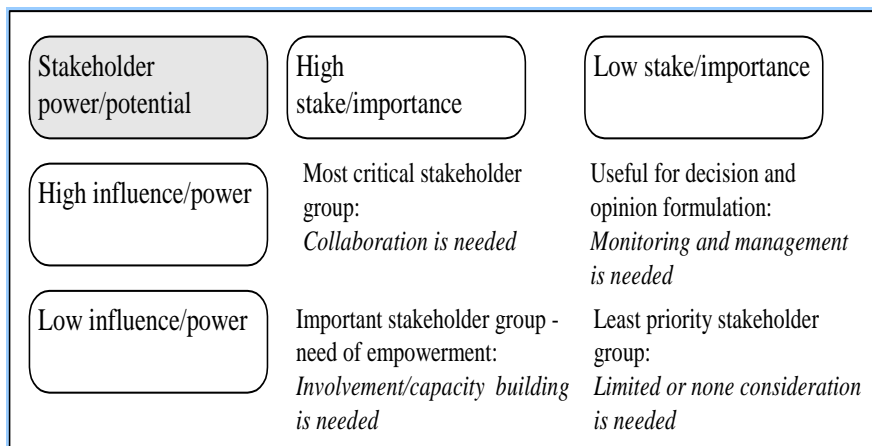 Stakeholder
power/potential
High
stake/importance
Low stake/importance
High influence/power
Most critical stakeholder
group:
Collaboration is needed
Useful for decision and
opinion formulation:
Monitoring and management
is needed
Low influence/power
Important stakeholder group -
need of empowerment:
Involvement/capacity building
is needed
Least priority stakeholder
group:
Limited or none consideration
is needed